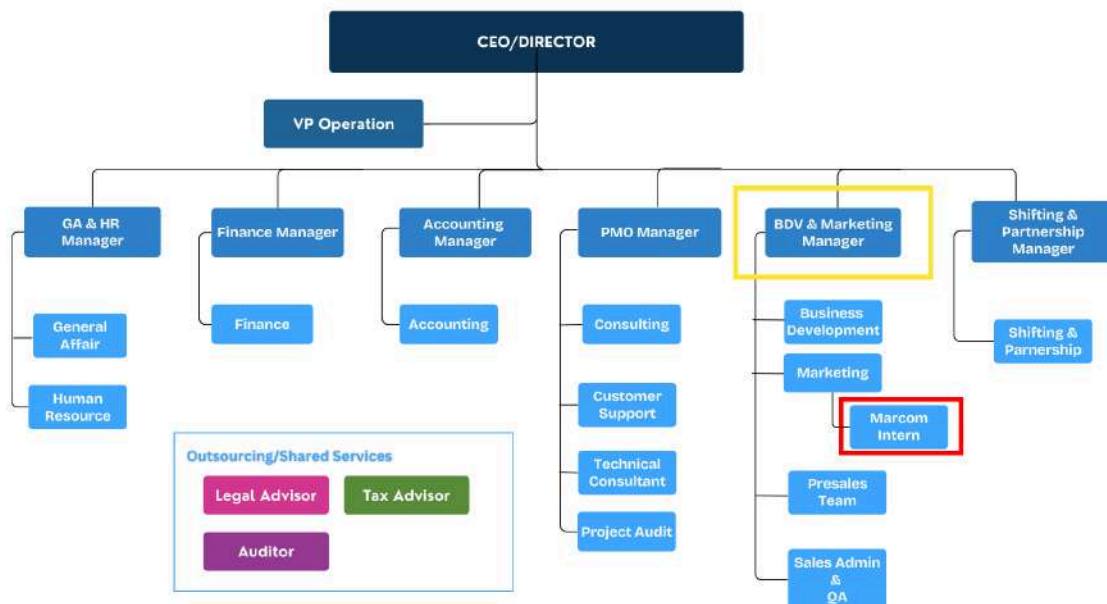 CEO/DIRECTOR
VP Operation
GA & HR
Manager
Finance Manager
Accounting
Manager
PMO Manager
BDV & Marketing
Manager
Shifting &
Partnership
Manager
General
Affair
Human
Resource
Finance
Accounting
Consulting
Customer
Support
Technical
Consultant
Project Audit
Business
Development
Marketing
Marcom
Intern
Presales
Team
Sales Admin
&
QA
Shifting &
Parnership
Outsourcing/Shared Services
Legal Advisor
Tax Advisor
Auditor